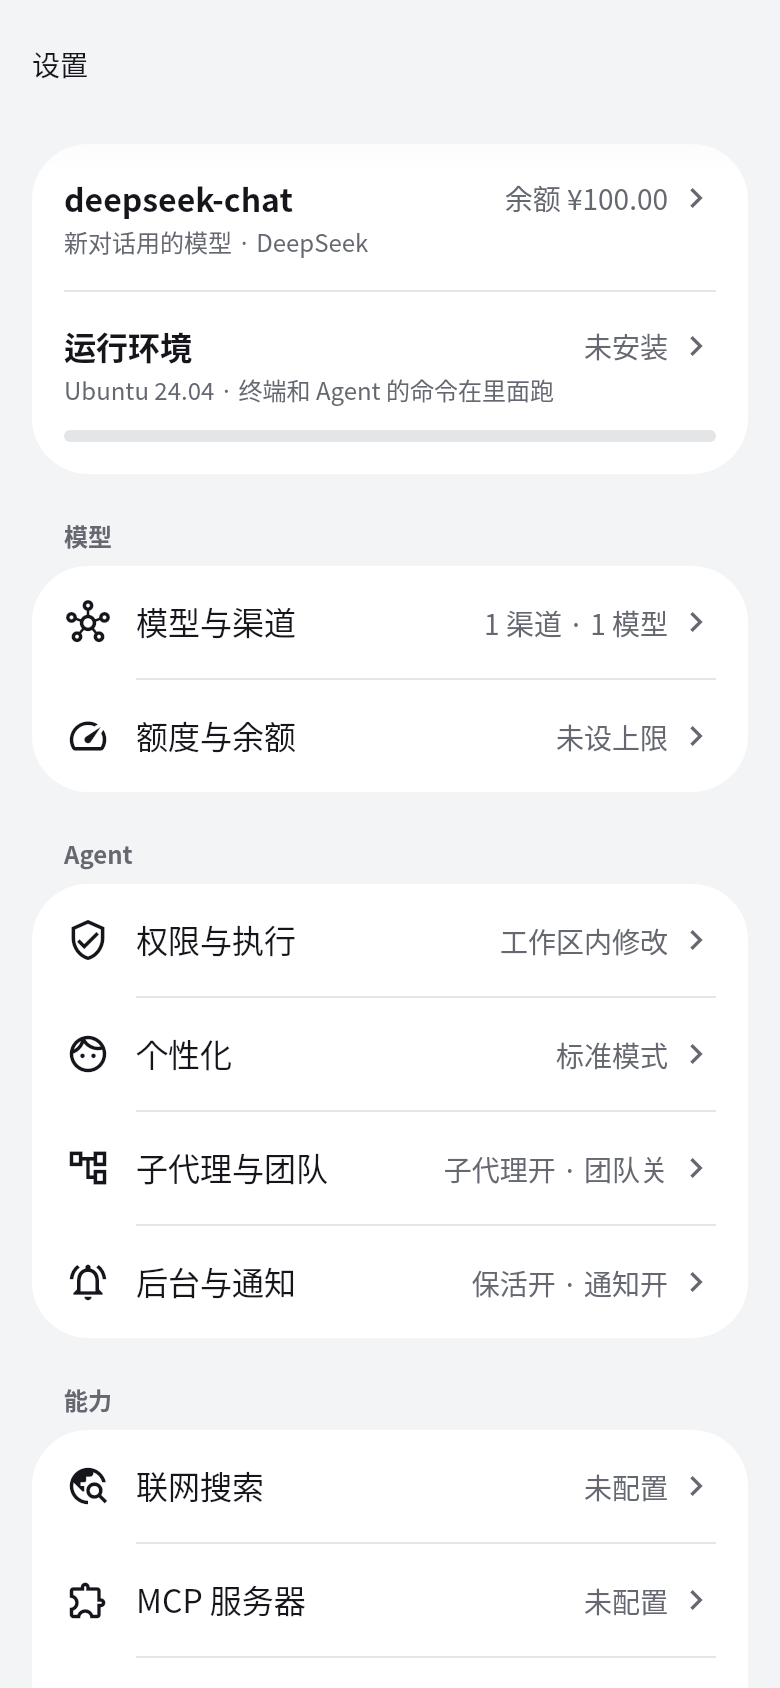 设置
deepseek-chat
余额 ¥100.00
新对话用的模型 · DeepSeek
运行环境
未安装
Ubuntu 24.04 · 终端和 Agent 的命令在里面跑
模型
模型与渠道
1 渠道 · 1 模型
额度与余额
未设上限
Agent
权限与执行
工作区内修改
个性化
标准模式
子代理与团队
子代理开 · 团队关
后台与通知
保活开 · 通知开
能力
联网搜索
未配置
MCP 服务器
未配置